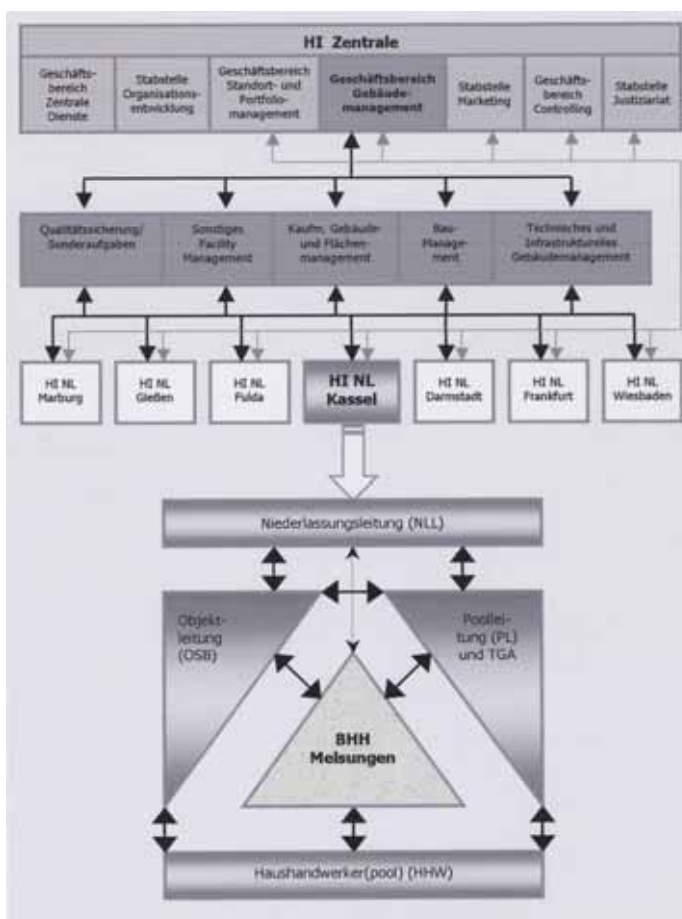 HI Zentrale
Geschäfts-
bereich
Zentrale
Dienste
Stabstelle
Organisations-
entwicklung
Geschäftsbereich
Standort- und
Portfolio-
management
Geschäftsbereich
Gebäude-
management
Stabstelle
Marketing
Geschäfts-
bereich
Controlling
Stabstelle
Justiziariat
Qualitätssicherung/
Sonderaufgaben
Sonstiges
Facility
Management
Kaufm. Gebäude-
und Flächen-
management
Bau-
Manage-
ment
Technisches und
Infrastrukturelles
Gebäudemanagement
HI NL
Marburg
HI NL
Gießen
HI NL
Fulda
HI NL
Kassel
HI NL
Darmstadt
HI NL
Frankfurt
HI NL
Wiesbaden
Niederlassungsleitung (NLL)
Objekt-
leitung
(OSB)
Poollei-
tung (PL)
und TGA
BHH
Melsungen
Haushandwerker(pool) (HHW)